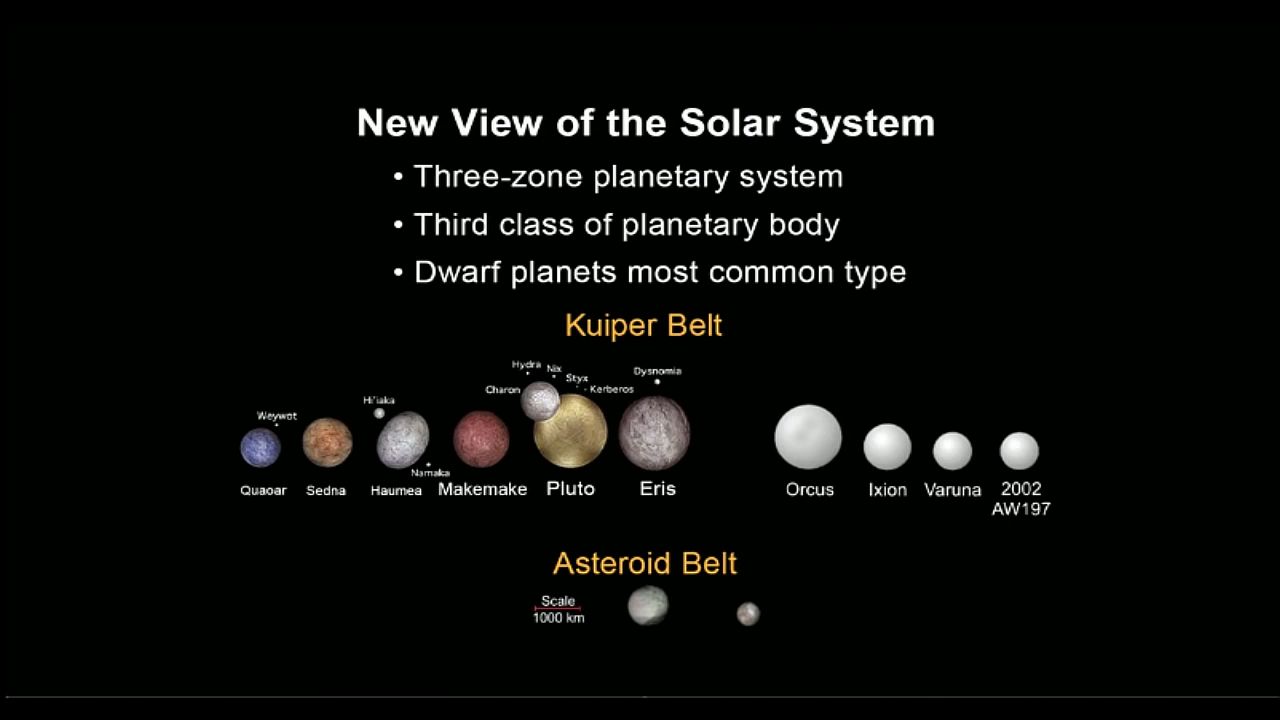 New View of the Solar System
• Three-zone planetary system
• Third class of planetary body
• Dwarf planets most common type
Kuiper Belt
Hydra Nix
Styx
Dysnomia
Charon
Kerberos
Hi'iaka
Weywot
Namaka
Quaoar Sedna Haumea Makemake Pluto Eris Orcus Ixion Varuna 2002
AW197
Asteroid Belt
Scale
1000 km